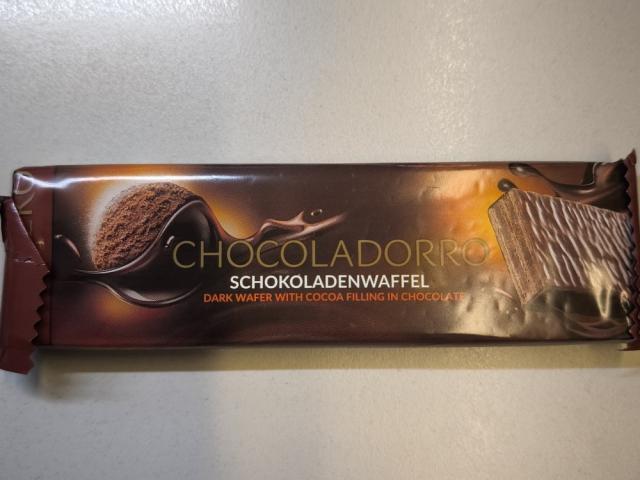 CHOCOLADORRO
SCHOKOLADENWAFFEL
DARK WAFER WITH COCOA FILLING IN CHOCOLATE